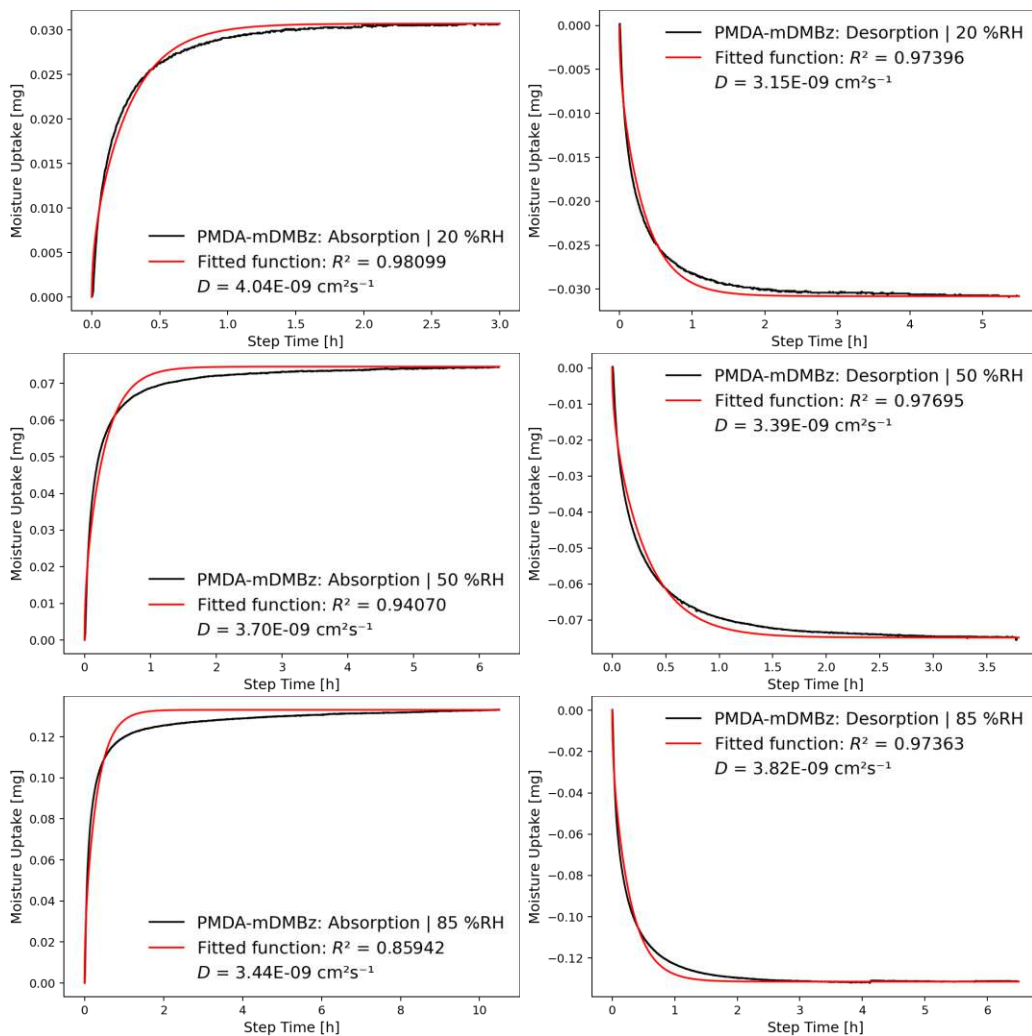 Moisture Uptake [mg]
0.030
0.025
0.020
0.015
0.010
0.005
0.000
PMDA-mDMBz: Absorption | 20 %RH
Fitted function: R² = 0.98099
D = 4.04E-09 cm²s⁻¹
0.0 0.5 1.0 1.5 2.0 2.5 3.0
Step Time [h]
Moisture Uptake [mg]
0.000
−0.005
−0.010
−0.015
−0.020
−0.025
−0.030
PMDA-mDMBz: Desorption | 20 %RH
Fitted function: R² = 0.97396
D = 3.15E-09 cm²s⁻¹
0 1 2 3 4 5
Step Time [h]
Moisture Uptake [mg]
0.07
0.06
0.05
0.04
0.03
0.02
0.01
0.00
PMDA-mDMBz: Absorption | 50 %RH
Fitted function: R² = 0.94070
D = 3.70E-09 cm²s⁻¹
0 1 2 3 4 5 6
Step Time [h]
Moisture Uptake [mg]
0.00
−0.01
−0.02
−0.03
−0.04
−0.05
−0.06
−0.07
PMDA-mDMBz: Desorption | 50 %RH
Fitted function: R² = 0.97695
D = 3.39E-09 cm²s⁻¹
0.0 0.5 1.0 1.5 2.0 2.5 3.0 3.5
Step Time [h]
Moisture Uptake [mg]
0.12
0.10
0.08
0.06
0.04
0.02
0.00
PMDA-mDMBz: Absorption | 85 %RH
Fitted function: R² = 0.85942
D = 3.44E-09 cm²s⁻¹
0 2 4 6 8 10
Step Time [h]
Moisture Uptake [mg]
0.00
−0.02
−0.04
−0.06
−0.08
−0.10
−0.12
PMDA-mDMBz: Desorption | 85 %RH
Fitted function: R² = 0.97363
D = 3.82E-09 cm²s⁻¹
0 1 2 3 4 5 6
Step Time [h]